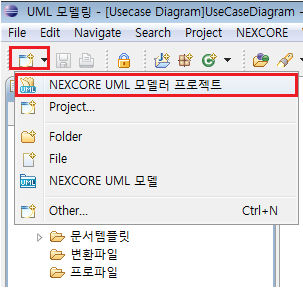 UML 모델링 - [Usecase Diagram]UseCaseDiagram -
File Edit Navigate Search Project NEXCORE
NEXCORE UML 모델러 프로젝트
Project...
Folder
File
NEXCORE UML 모델
Other... Ctrl+N
문서템플릿
변환파일
프로파일